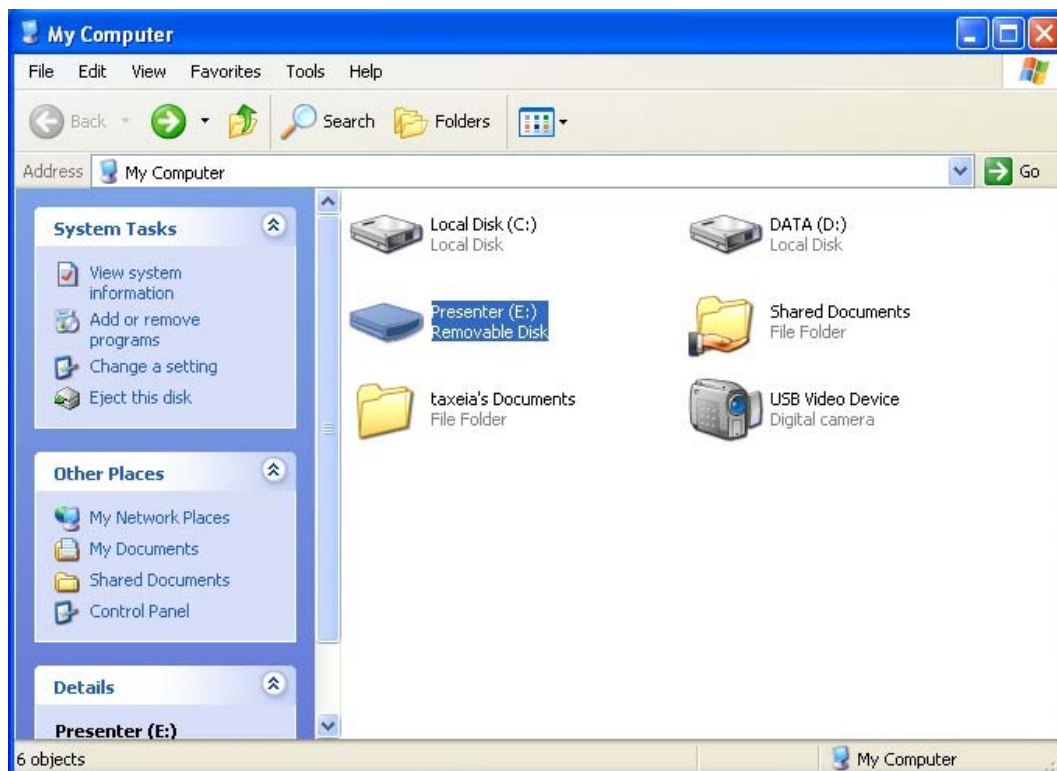 My Computer
File Edit View Favorites Tools Help
Back Search Folders
Address My Computer Go
System Tasks
View system
information
Add or remove
programs
Change a setting
Eject this disk
Other Places
My Network Places
My Documents
Shared Documents
Control Panel
Details
Presenter (E:)
Local Disk (C:)
Local Disk
DATA (D:)
Local Disk
Presenter (E:)
Removable Disk
Shared Documents
File Folder
taxeia's Documents
File Folder
USB Video Device
Digital camera
6 objects
My Computer